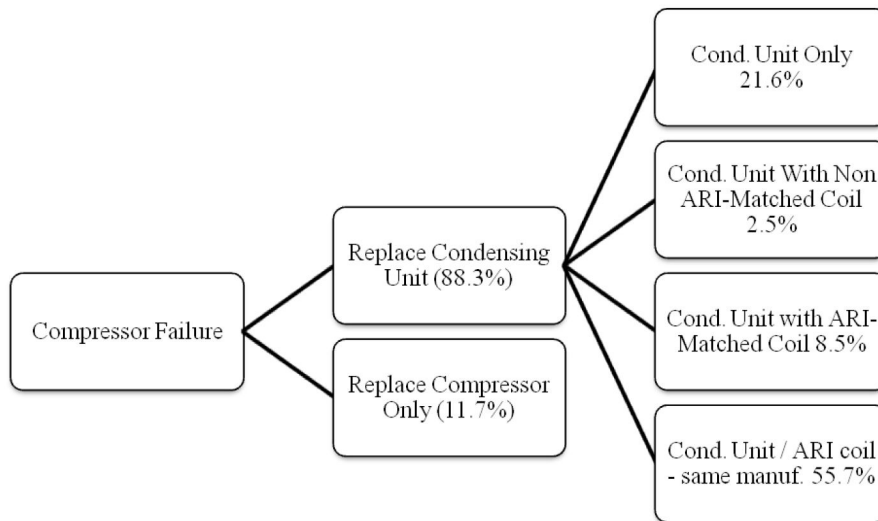 Compressor Failure
Replace Condensing
Unit (88.3%)
Replace Compressor
Only (11.7%)
Cond. Unit Only
21.6%
Cond. Unit With Non
ARI-Matched Coil
2.5%
Cond. Unit with ARI-
Matched Coil 8.5%
Cond. Unit / ARI coil
- same manuf. 55.7%